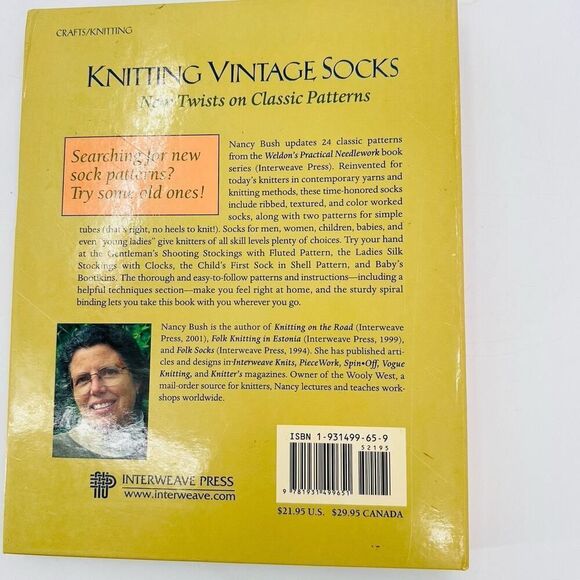 CRAFTS/KNITTING
KNITTING VINTAGE SOCKS
New Twists on Classic Patterns
Searching for new
sock patterns?
Try some old ones!
Nancy Bush updates 24 classic patterns
from the Weldon's Practical Needlework book
series (Interweave Press). Reinvented for
today's knitters in contemporary yarns and
knitting methods, these time-honored socks
include ribbed, textured, and color worked
socks, along with two patterns for simple
tubes (that's right, no heels to knit!). Socks for men, women, children, babies, and
even "young ladies" give knitters of all skill levels plenty of choices. Try your hand
at the Gentleman's Shooting Stockings with Fluted Pattern, the Ladies Silk
Stockings with Clocks, the Child's First Sock in Shell Pattern, and Baby's
Bootikins. The thorough and easy-to-follow patterns and instructions—including a
helpful techniques section—make you feel right at home, and the sturdy spiral
binding lets you take this book with you wherever you go.
Nancy Bush is the author of Knitting on the Road (Interweave
Press, 2001), Folk Knitting in Estonia (Interweave Press, 1999),
and Folk Socks (Interweave Press, 1994). She has published arti-
cles and designs in Interweave Knits, PieceWork, Spin•Off, Vogue
Knitting, and Knitter's magazines. Owner of the Wooly West, a
mail-order source for knitters, Nancy lectures and teaches work-
shops worldwide.
ISBN 1-931499-65-9
52195
9 781931 499651
INTERWEAVE PRESS
www.interweave.com
$21.95 U.S. $29.95 CANADA